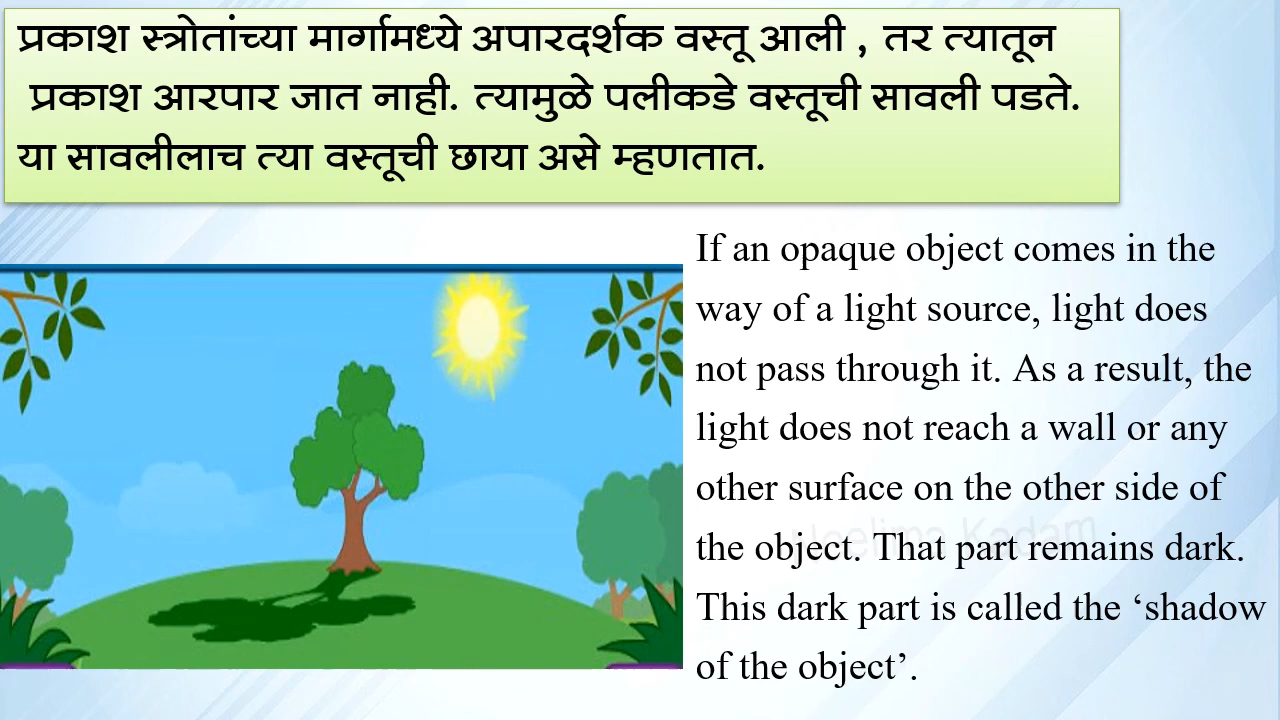 प्रकाश स्त्रोतांच्या मार्गामध्ये अपारदर्शक वस्तू आली , तर त्यातून
प्रकाश आरपार जात नाही. त्यामुळे पलीकडे वस्तूची सावली पडते.
या सावलीलाच त्या वस्तूची छाया असे म्हणतात.
If an opaque object comes in the
way of a light source, light does
not pass through it. As a result, the
light does not reach a wall or any
other surface on the other side of
Neelima Kadam
the object. That part remains dark.
This dark part is called the ‘shadow
of the object’.